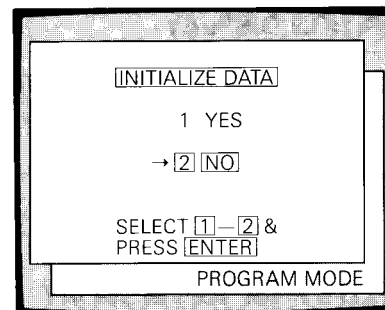 INITIALIZE DATA
1 YES
→ 2 NO
SELECT 1–2 &
PRESS ENTER
PROGRAM MODE